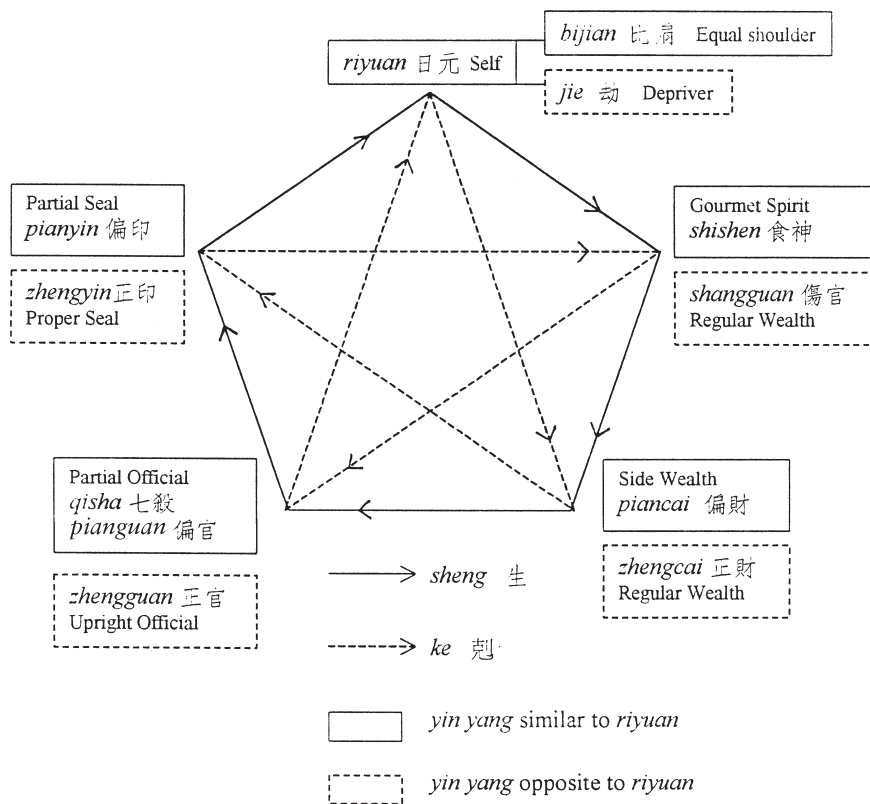 bijian 比肩 Equal shoulder
riyuan 日元 Self
jie 劫 Depriver
Partial Seal
pianyin 偏印
Gourmet Spirit
shishen 食神
zhengyin 正印
Proper Seal
shangguan 傷官
Regular Wealth
Partial Official
qisha 七殺
pianguan 偏官
Side Wealth
piancai 偏財
zhengguan 正官
Upright Official
zhengcai 正財
Regular Wealth
sheng 生
ke 剋
yin yang similar to riyuan
yin yang opposite to riyuan